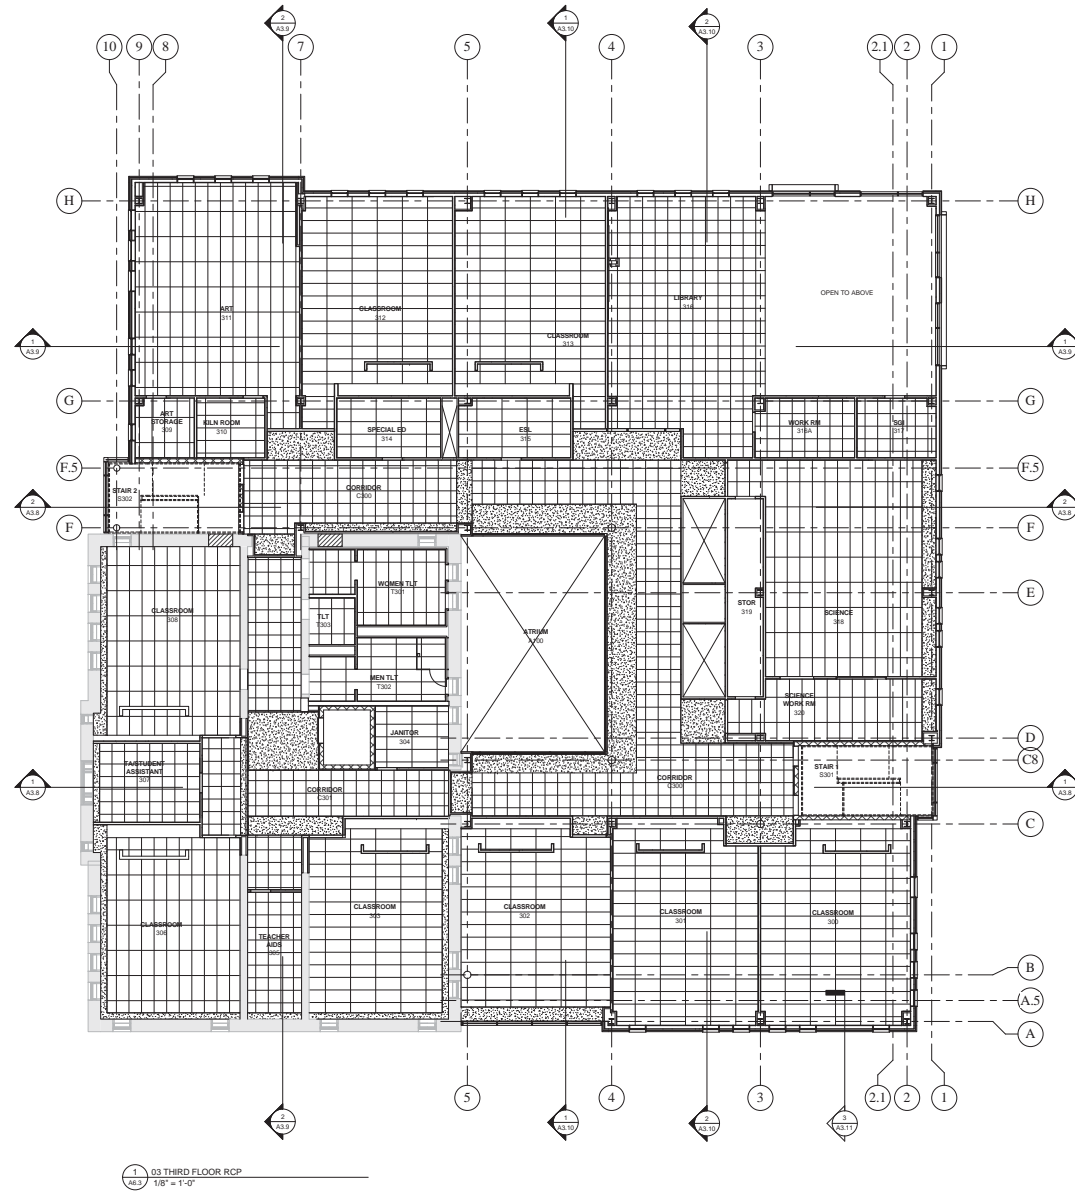 2
A3.9
1
A3.10
2
A3.10
10
9
8
7
5
4
3
2.1
2
1
H
H
ART
311
CLASSROOM
312
CLASSROOM
313
LIBRARY
316
OPEN TO ABOVE
1
A3.9
1
A3.9
G
G
ART
STORAGE
309
KILN ROOM
310
SPECIAL ED
314
ESL
315
WORK RM
316A
SGI
317
F.5
F.5
STAIR 2
S302
CORRIDOR
C300
2
A3.8
2
A3.8
F
F
CLASSROOM
308
WOMEN TLT
T301
TLT
T303
MEN TLT
T302
ATRIUM
A100
STOR
319
SCIENCE
318
E
SCIENCE
WORK RM
320
JANITOR
304
D
C8
TA/STUDENT
ASSISTANT
307
CORRIDOR
C301
CORRIDOR
C300
STAIR 1
S301
1
A3.8
1
A3.8
C
CLASSROOM
306
TEACHER
AIDS
305
CLASSROOM
303
CLASSROOM
302
CLASSROOM
301
CLASSROOM
300
B
A.5
A
5
4
3
2.1
2
1
2
A3.9
1
A3.10
2
A3.10
3
A3.11
1
A6.3
03 THIRD FLOOR RCP
1/8" = 1'-0"